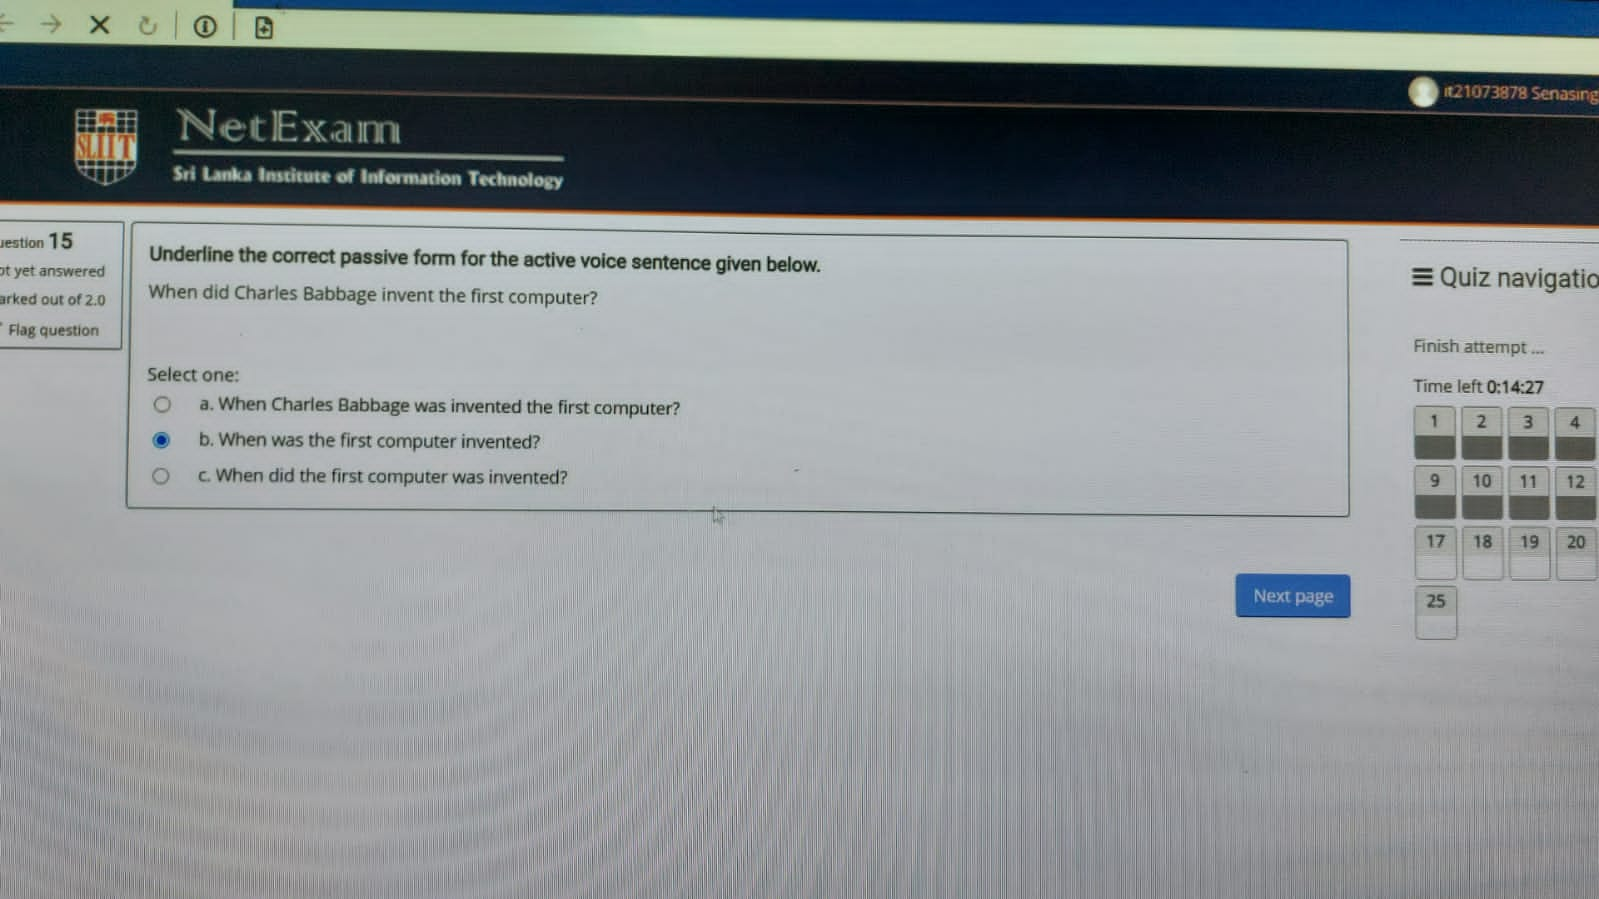 it21073878 Senasing
SLIIT
NetExam
Sri Lanka Institute of Information Technology
uestion 15
ot yet answered
arked out of 2.0
Flag question
Underline the correct passive form for the active voice sentence given below.
When did Charles Babbage invent the first computer?
Select one:
a. When Charles Babbage was invented the first computer?
b. When was the first computer invented?
c. When did the first computer was invented?
Next page
Quiz navigatio
Finish attempt ...
Time left 0:14:27
1 2 3 4
9 10 11 12
17 18 19 20
25